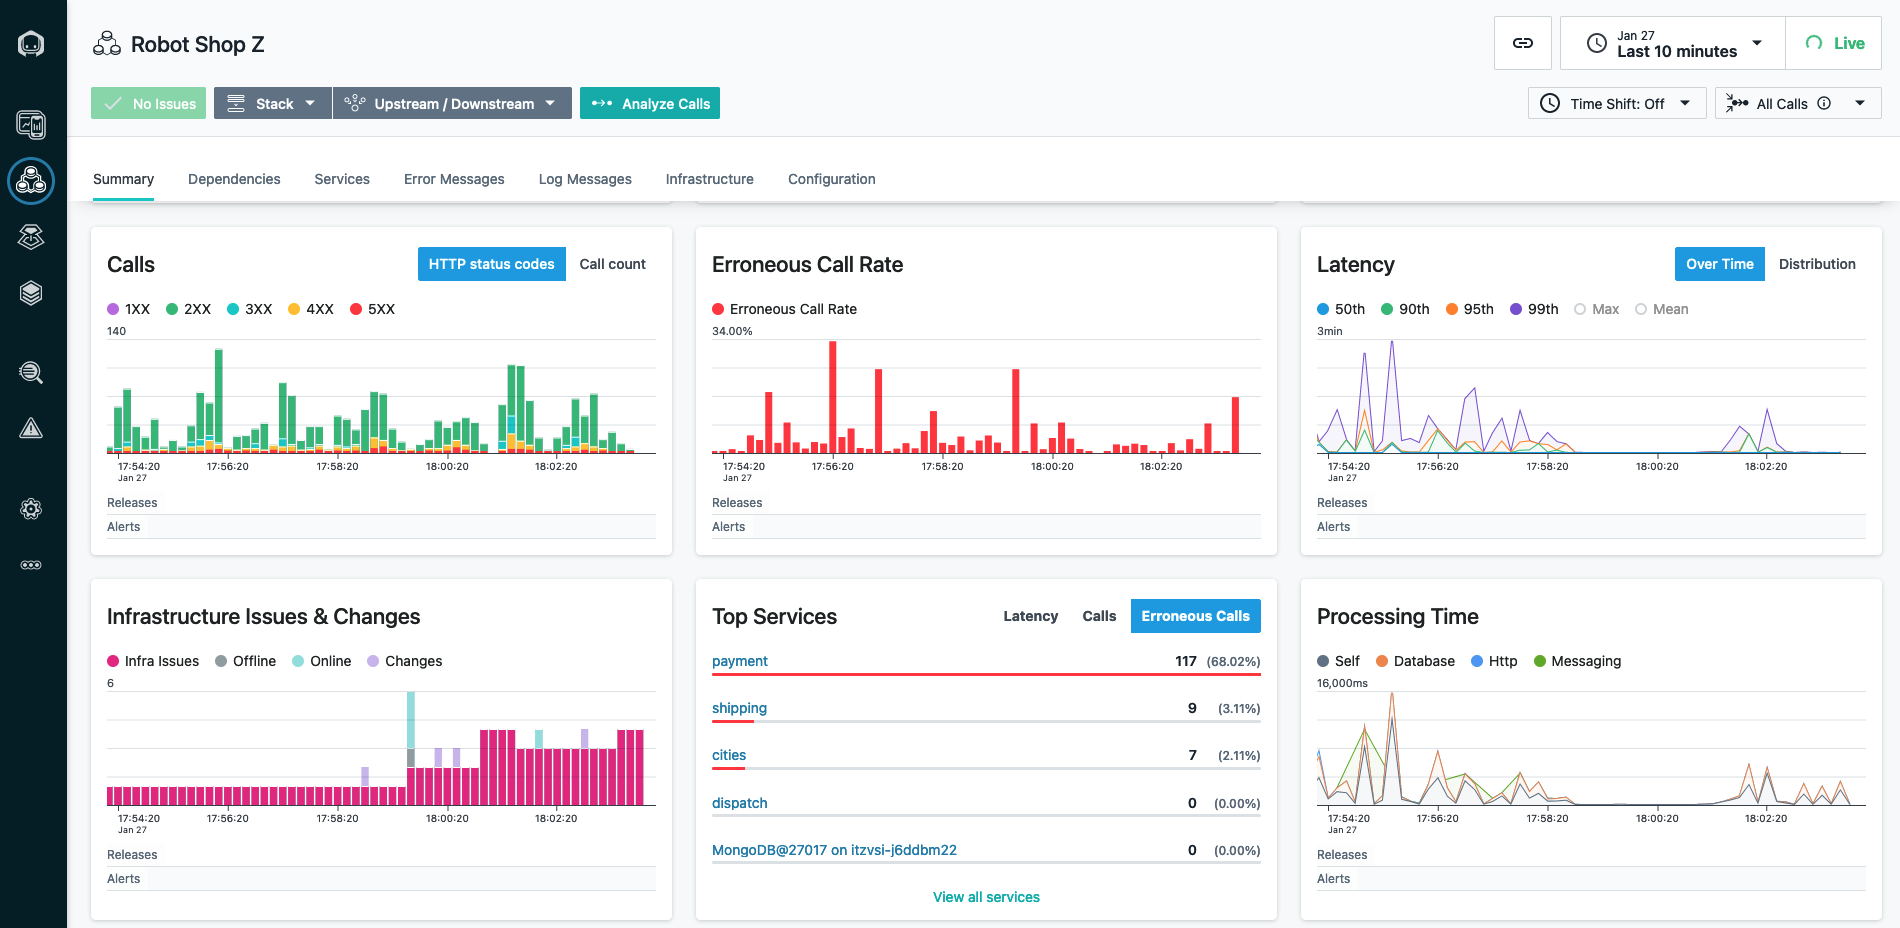 Robot Shop Z
Jan 27
Last 10 minutes
Live
No Issues
Stack
Upstream / Downstream
Analyze Calls
Time Shift: Off
All Calls
Summary
Dependencies
Services
Error Messages
Log Messages
Infrastructure
Configuration
Calls
HTTP status codes
Call count
1XX 2XX 3XX 4XX 5XX
140
17:54:20 17:56:20 17:58:20 18:00:20 18:02:20
Jan 27
Releases
Alerts
Erroneous Call Rate
Erroneous Call Rate
34.00%
17:54:20 17:56:20 17:58:20 18:00:20 18:02:20
Jan 27
Releases
Alerts
Latency
Over Time
Distribution
50th 90th 95th 99th Max Mean
3min
17:54:20 17:56:20 17:58:20 18:00:20 18:02:20
Jan 27
Releases
Alerts
Infrastructure Issues & Changes
Infra Issues Offline Online Changes
6
17:54:20 17:56:20 17:58:20 18:00:20 18:02:20
Jan 27
Releases
Alerts
Top Services
Latency
Calls
Erroneous Calls
payment 117 (68.02%)
shipping 9 (3.11%)
cities 7 (2.11%)
dispatch 0 (0.00%)
MongoDB@27017 on itzvsi-j6ddbm22 0 (0.00%)
View all services
Processing Time
Self Database Http Messaging
16,000ms
17:54:20 17:56:20 17:58:20 18:00:20 18:02:20
Jan 27
Releases
Alerts